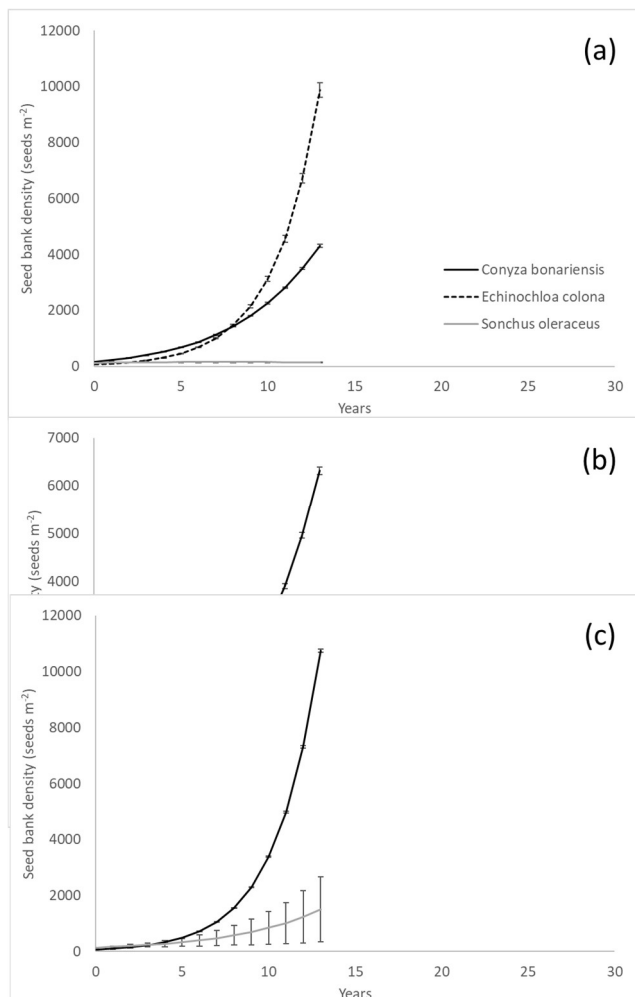 (a)
12000
10000
8000
6000
4000
2000
0
Seed bank density (seeds m⁻²)
Conyza bonariensis
Echinochloa colona
Sonchus oleraceus
0 5 10 15 20 25 30
Years
(b)
7000
6000
5000
4000
(seeds m⁻²)
(c)
12000
10000
8000
6000
4000
2000
0
Seed bank density (seeds m⁻²)
0 5 10 15 20 25 30
Years